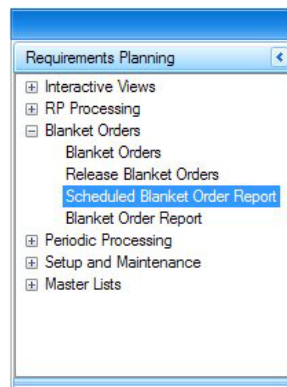 Requirements Planning
Interactive Views
RP Processing
Blanket Orders
Blanket Orders
Release Blanket Orders
Scheduled Blanket Order Report
Blanket Order Report
Periodic Processing
Setup and Maintenance
Master Lists